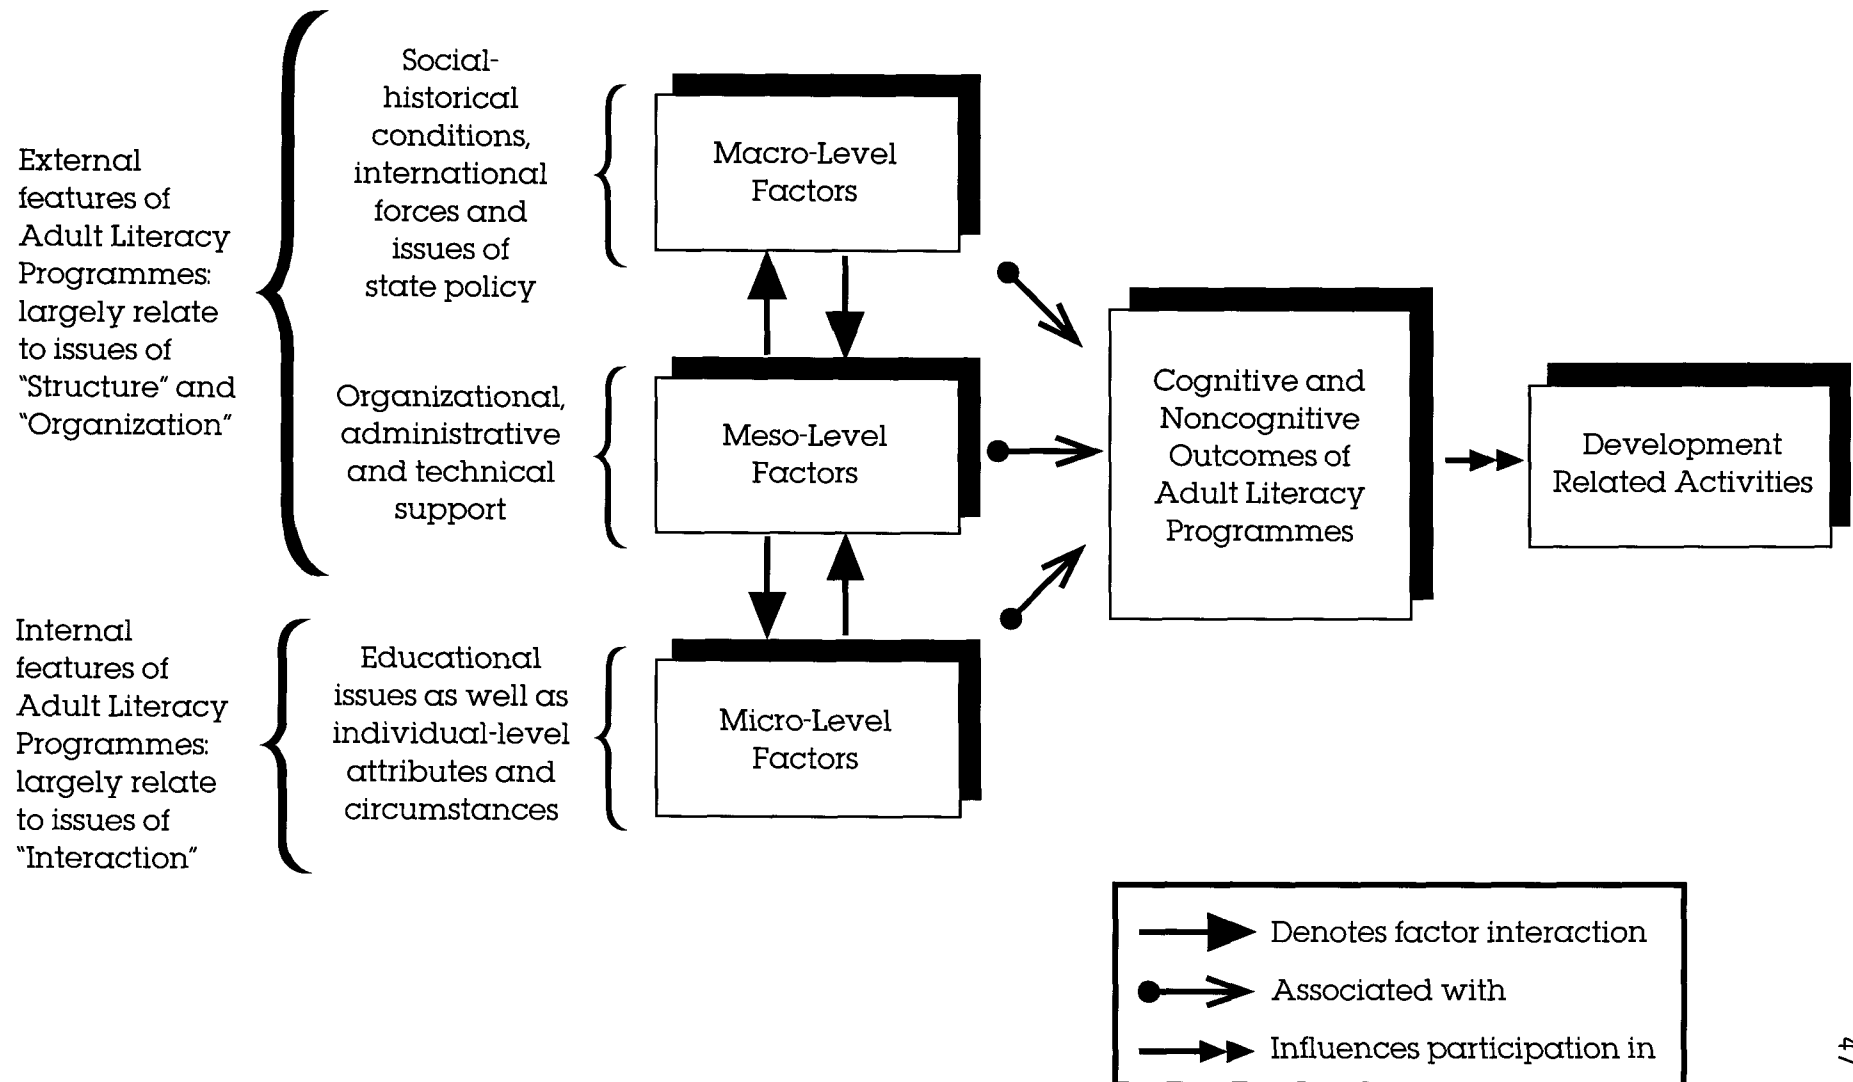 External
features of
Adult Literacy
Programmes:
largely relate
to issues of
"Structure" and
"Organization"
Social-
historical
conditions,
international
forces and
issues of
state policy
Macro-Level
Factors
Organizational,
administrative
and technical
support
Meso-Level
Factors
Internal
features of
Adult Literacy
Programmes:
largely relate
to issues of
"Interaction"
Educational
issues as well as
individual-level
attributes and
circumstances
Micro-Level
Factors
Cognitive and
Noncognitive
Outcomes of
Adult Literacy
Programmes
Development
Related Activities
Denotes factor interaction
Associated with
Influences participation in
47